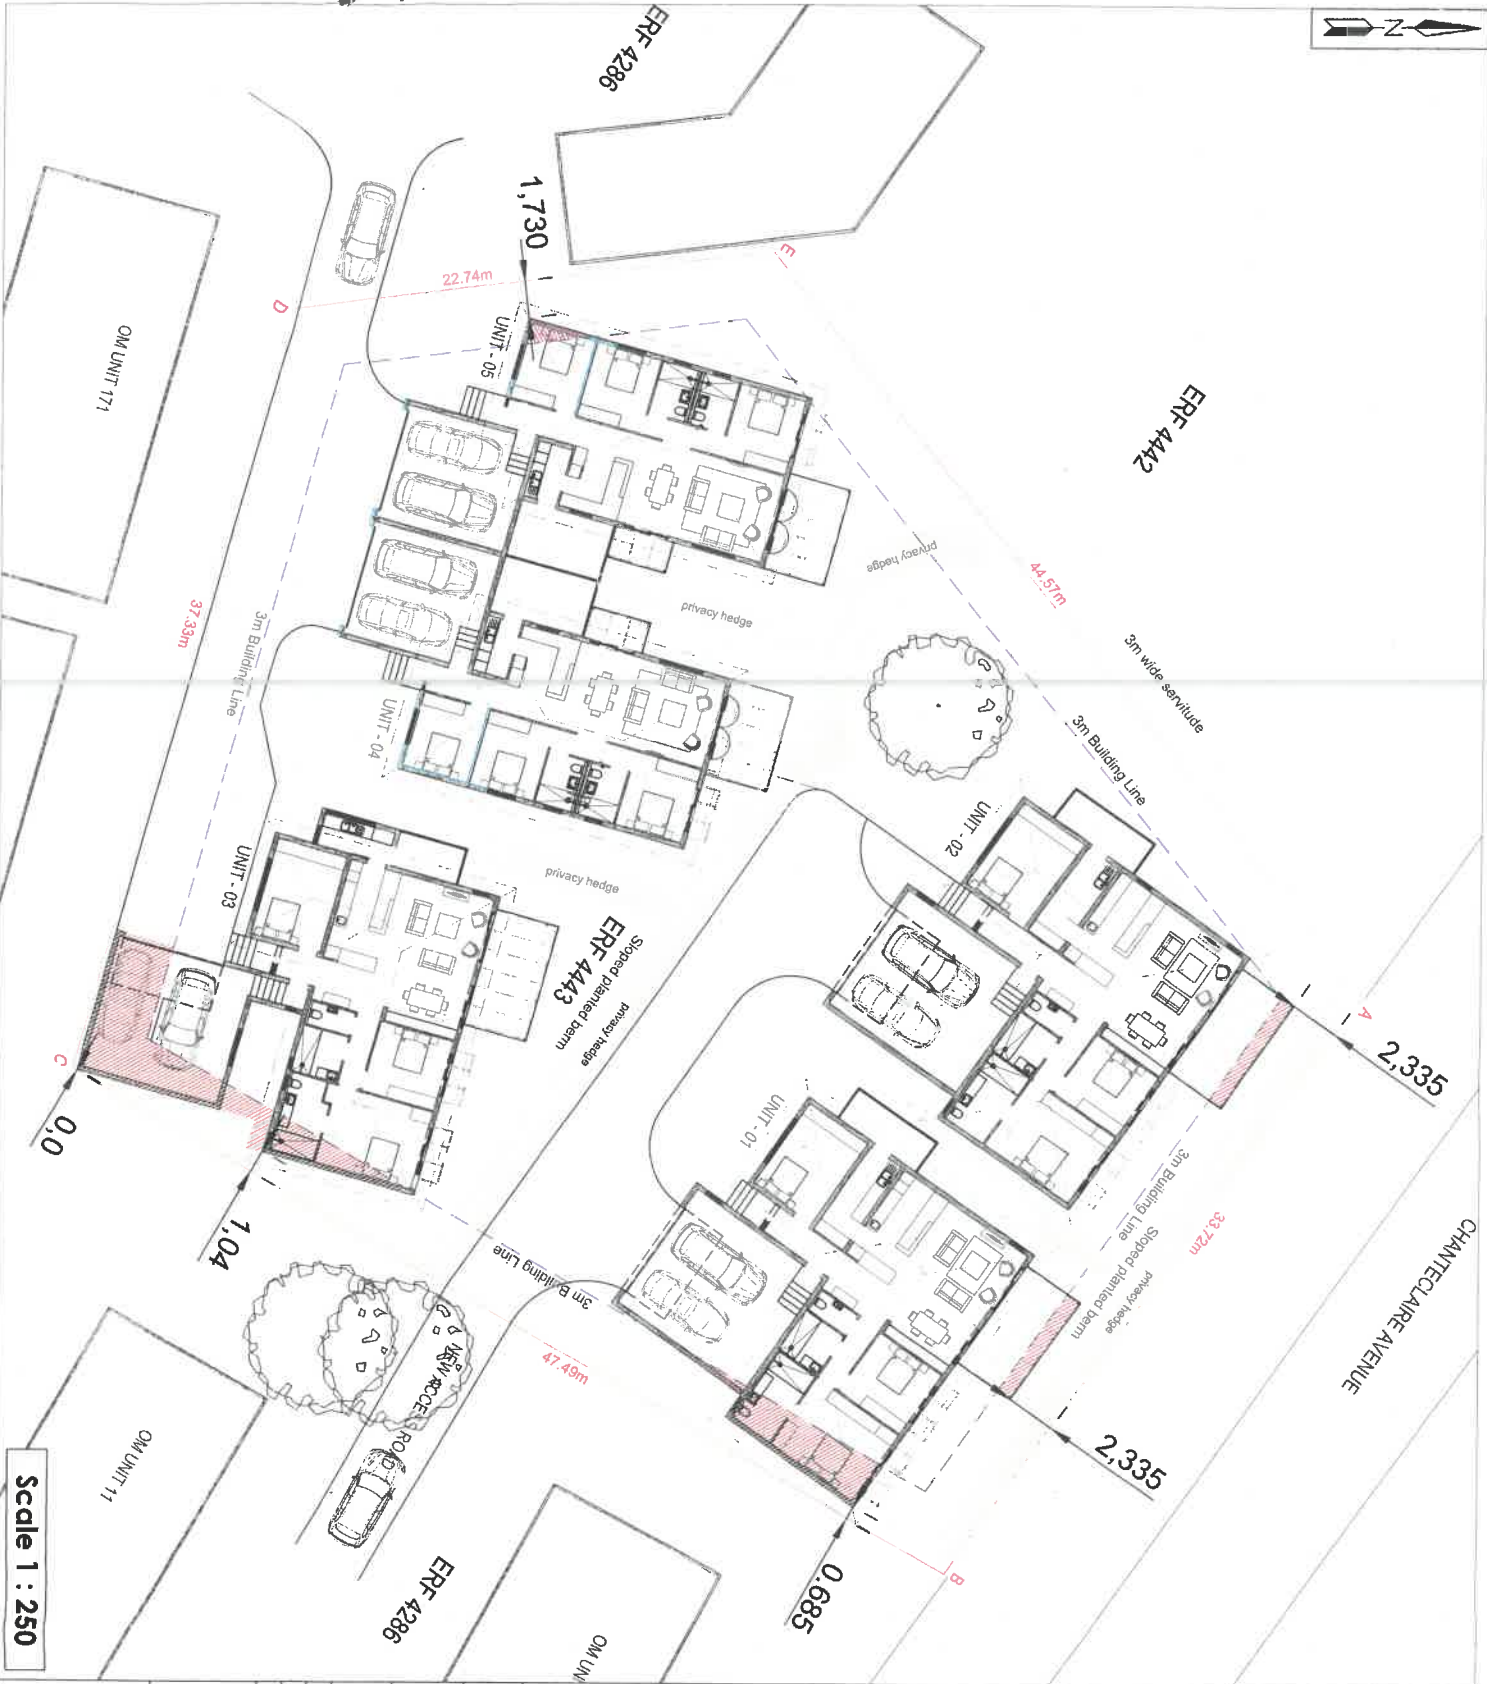 N
ERF 4286
1,730
E
22.74m
D
UNIT - 05
OM UNIT 171
ERF 4442
privacy hedge
44.57m
privacy hedge
37.33m
3m Building Line
3m wide servitude
3m Building Line
UNIT - 04
UNIT - 02
UNIT - 03
privacy hedge
ERF 4443
Sloped planted berm
privacy hedge
A
2,335
C
0,0
UNIT - 01
3m Building Line
Sloped planted berm
privacy hedge
33.72m
CHANTECLAIRE AVENUE
1,04
3m Building Line
47.49m
NEW ACCE
ROAD
2,335
OM UNIT 11
0,685
B
ERF 4286
OM UN
Scale 1 : 250